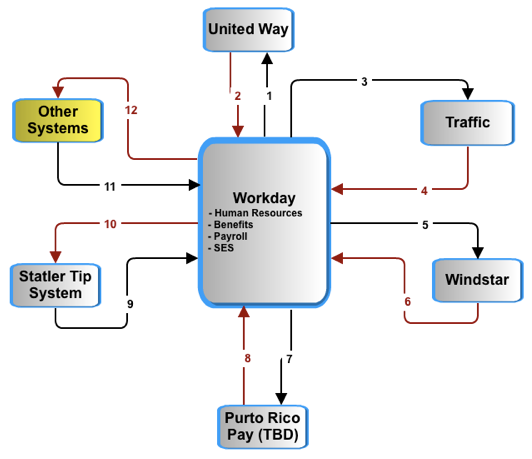 United Way
2
1
3
12
Other
Systems
Traffic
11
4
Workday
- Human Resources
- Benefits
- Payroll
- SES
10
5
Statler Tip
System
Windstar
9
6
8
7
Purto Rico
Pay (TBD)